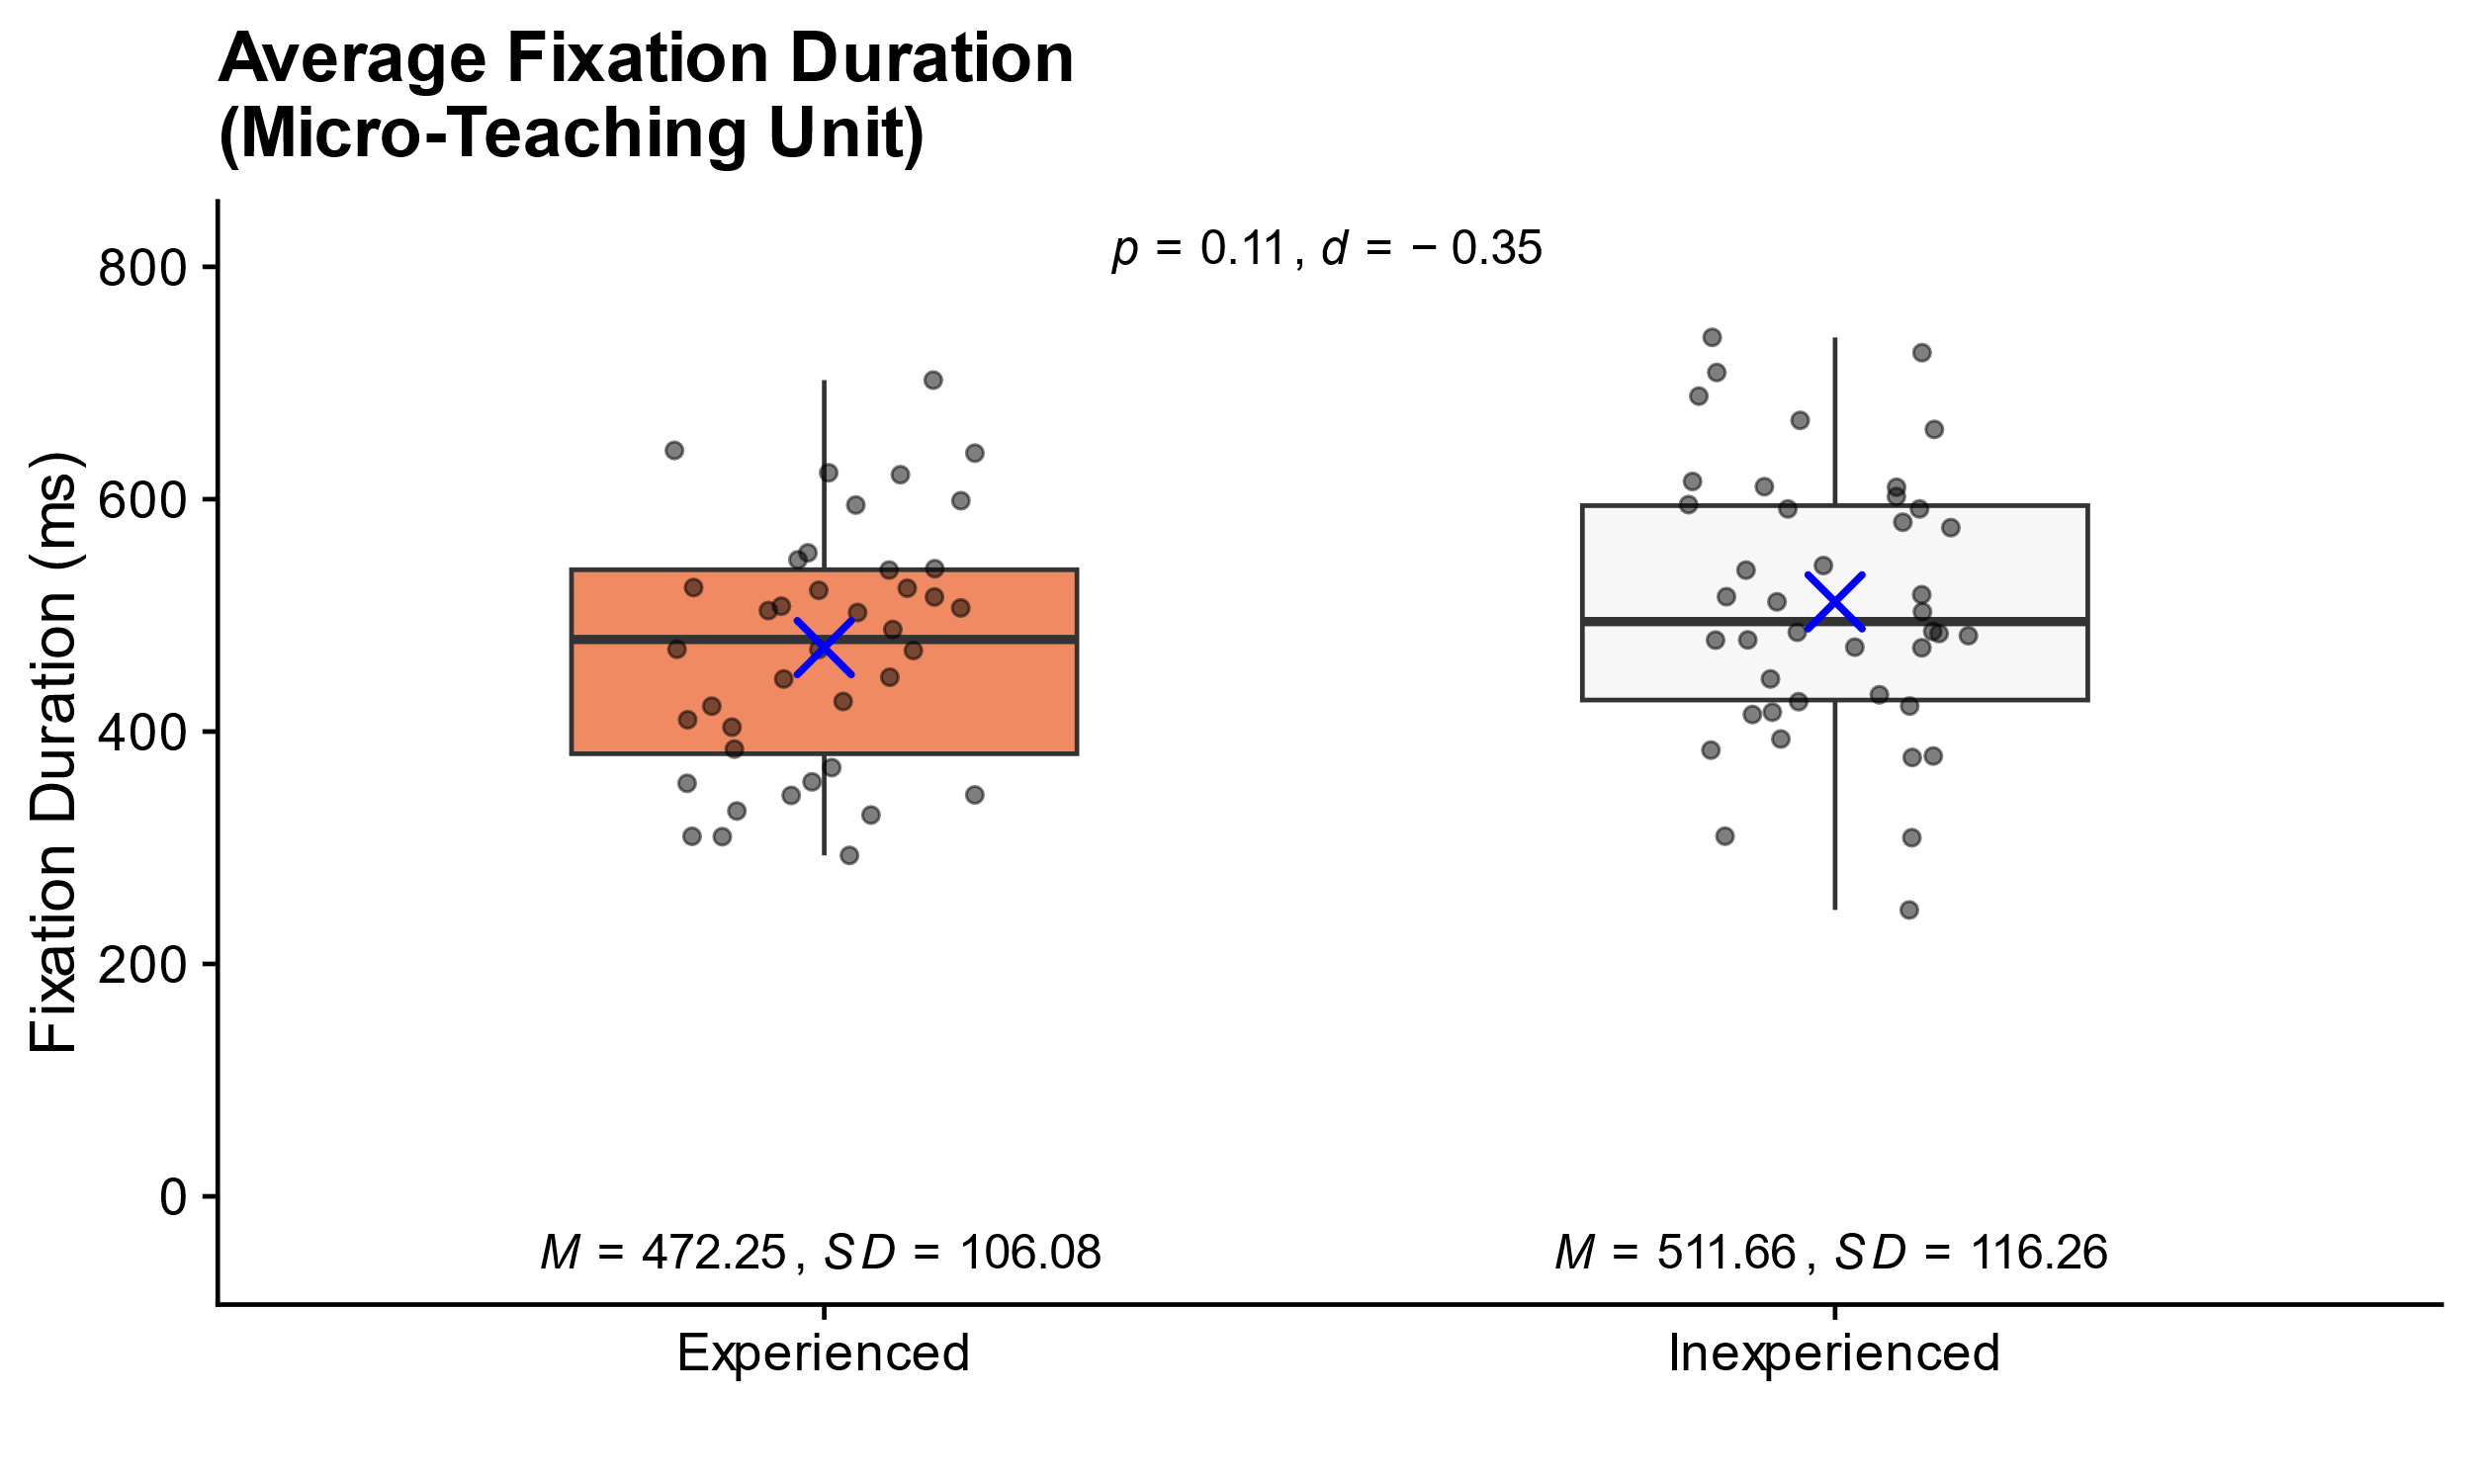 Average Fixation Duration
(Micro-Teaching Unit)
p = 0.11, d = − 0.35
Fixation Duration (ms)
800
600
400
200
0
M = 472.25, SD = 106.08
M = 511.66, SD = 116.26
Experienced
Inexperienced